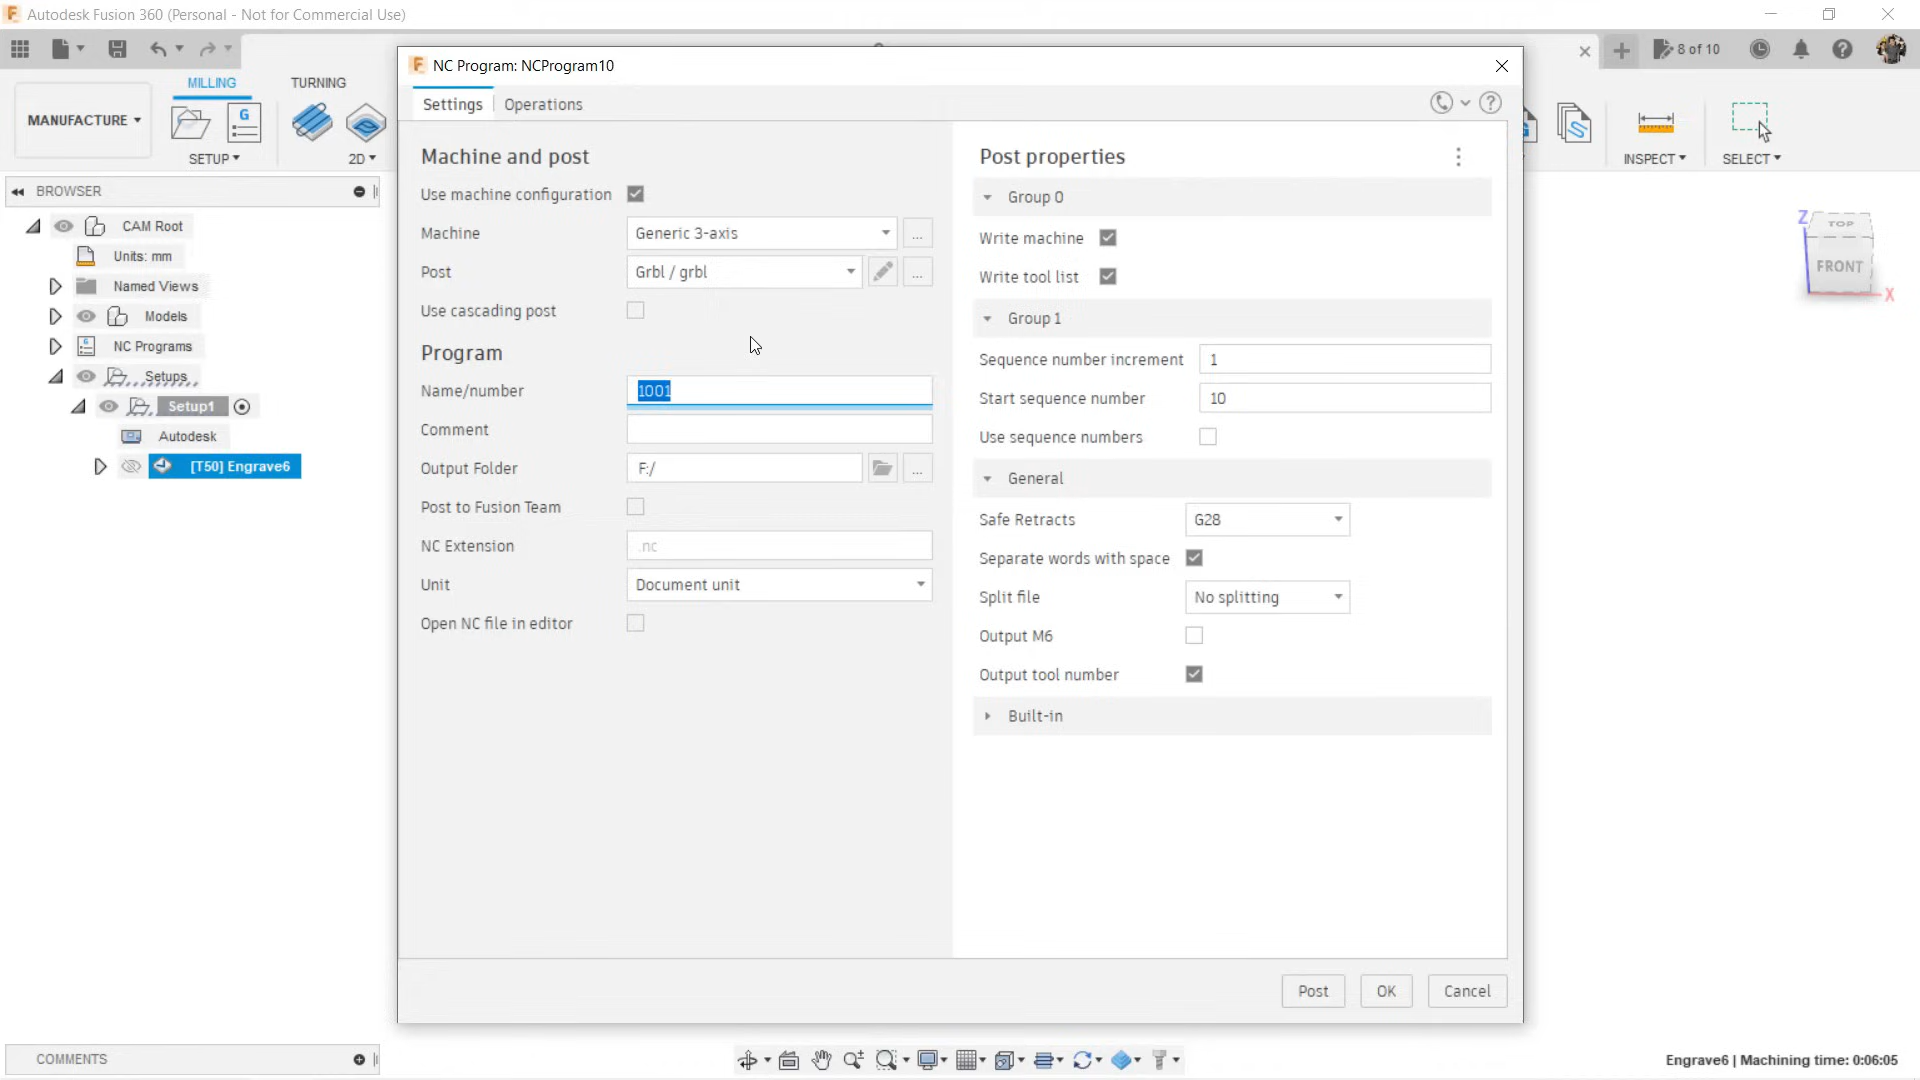 Autodesk Fusion 360 (Personal - Not for Commercial Use)
8 of 10
MANUFACTURE
MILLING
TURNING
SETUP
2D
INSPECT
SELECT
NC Program: NCProgram10
Settings
Operations
BROWSER
CAM Root
Units: mm
Named Views
Models
NC Programs
Setups
Setup1
Autodesk
[T50] Engrave6
Machine and post
Use machine configuration
Machine
Generic 3-axis
...
Post
Grbl / grbl
...
Use cascading post
Program
Name/number
1001
Comment
Output Folder
F:/
...
Post to Fusion Team
NC Extension
.nc
Unit
Document unit
Open NC file in editor
Post properties
Group 0
Write machine
Write tool list
Group 1
Sequence number increment
1
Start sequence number
10
Use sequence numbers
General
Safe Retracts
G28
Separate words with space
Split file
No splitting
Output M6
Output tool number
Built-in
Post
OK
Cancel
Z
TOP
FRONT
X
COMMENTS
Engrave6 | Machining time: 0:06:05